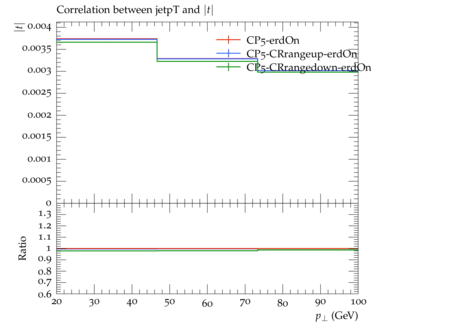 Correlation between jetpT and |t|
|t|
0.004
0.0035
0.003
0.0025
0.002
0.0015
0.001
0.0005
0
CP5-erdOn
CP5-CRrangeup-erdOn
CP5-CRrangedown-erdOn
Ratio
1.3
1.2
1.1
1
0.9
0.8
0.7
0.6
20 30 40 50 60 70 80 90 100
p⊥ (GeV)